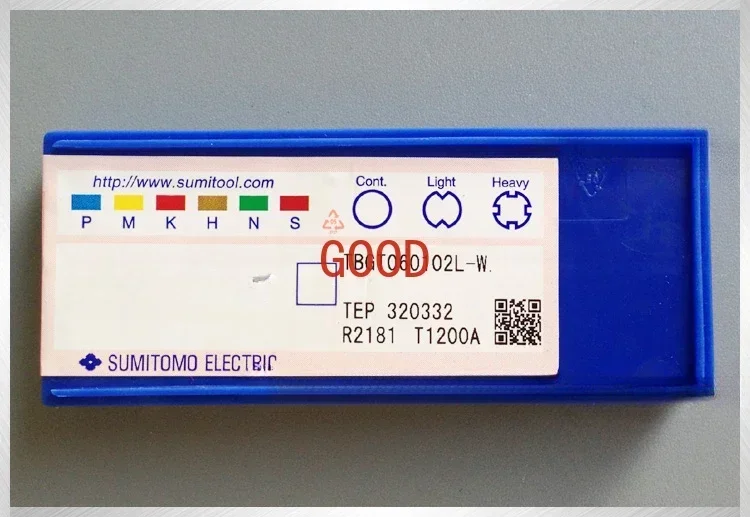 http://www.sumitool.com
Cont. Light Heavy
P M K H N S
GOOD
TBGT060102L-W.
TEP 320332
R2181 T1200A
SUMITOMO ELECTRIC